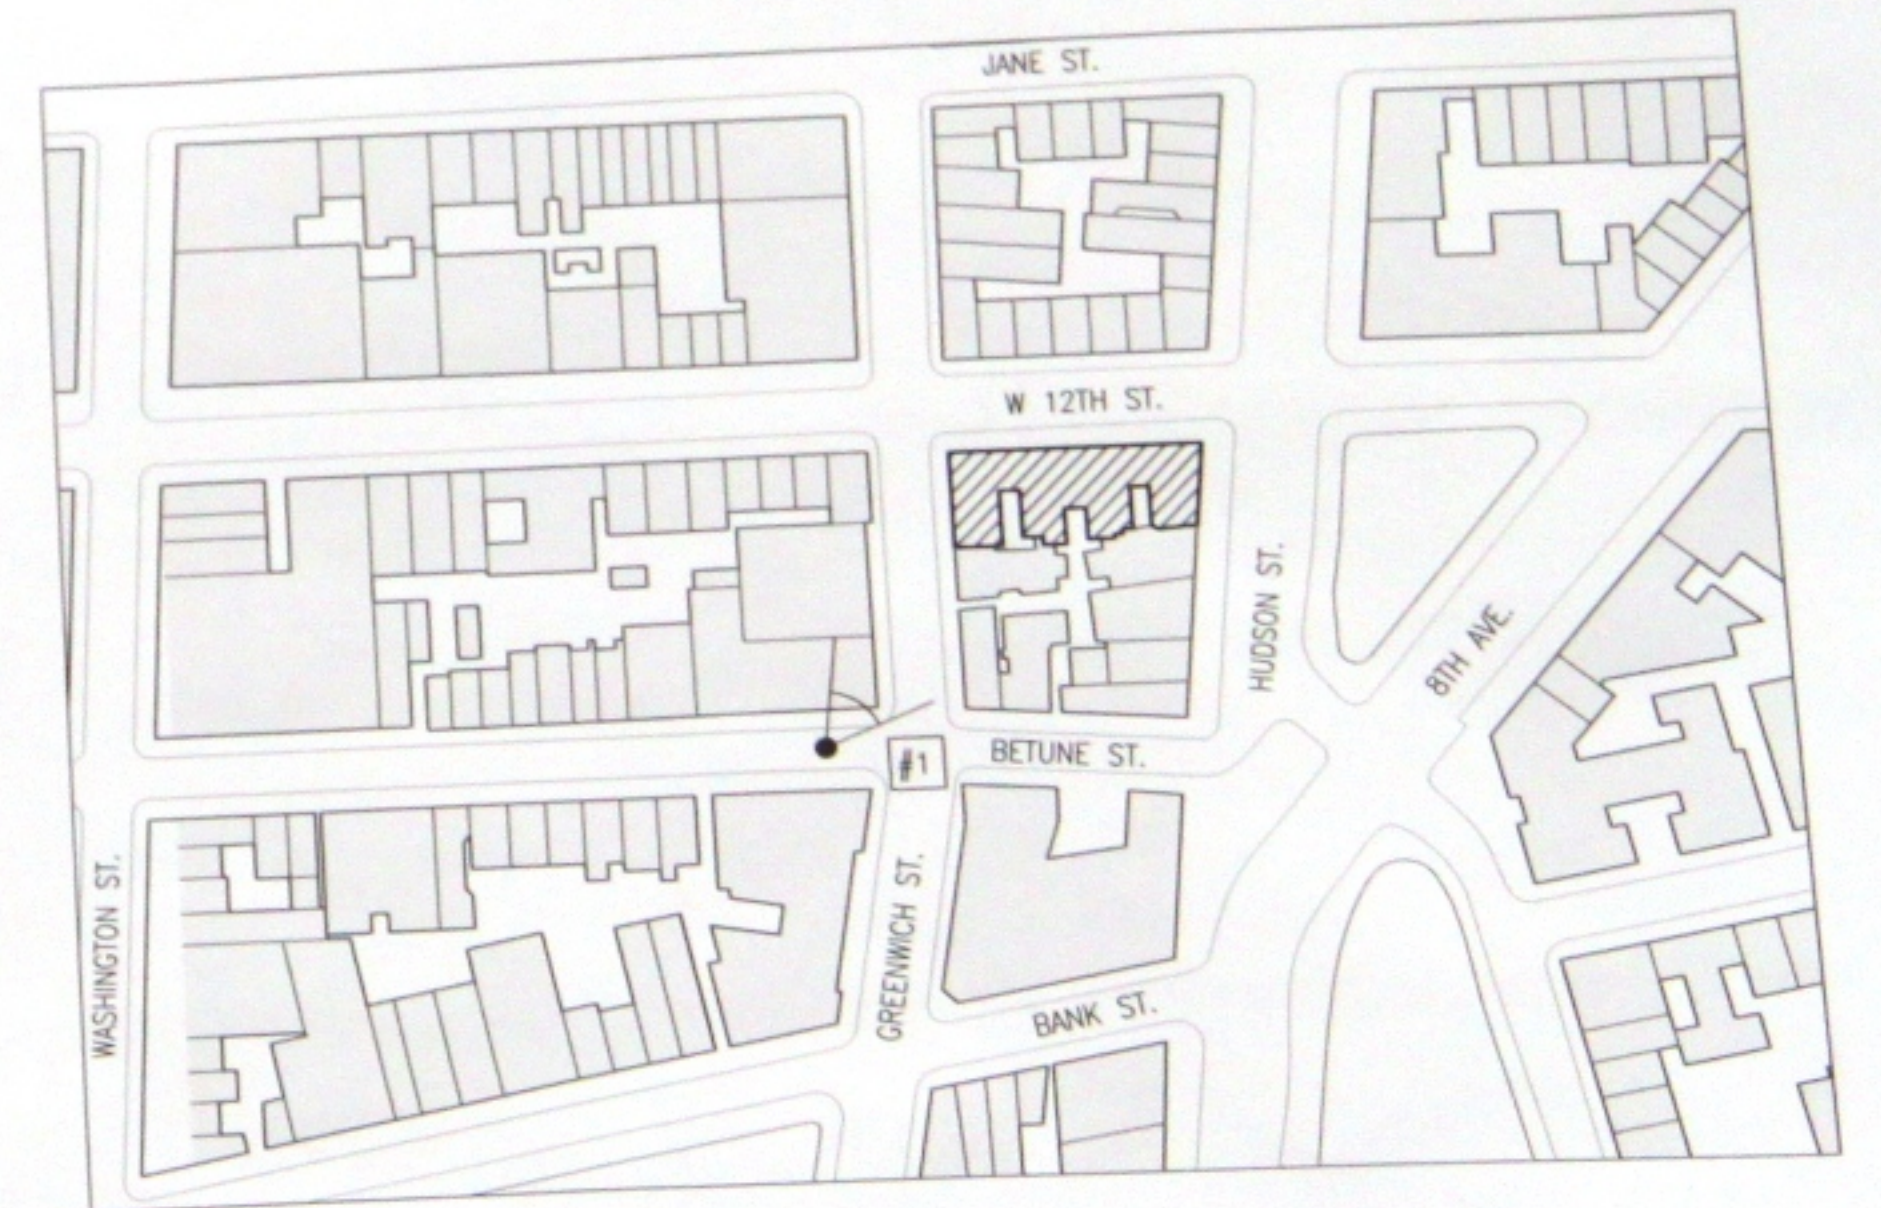 JANE ST.
W 12TH ST.
HUDSON ST.
8TH AVE.
#1
BETUNE ST.
WASHINGTON ST.
GREENWICH ST.
BANK ST.